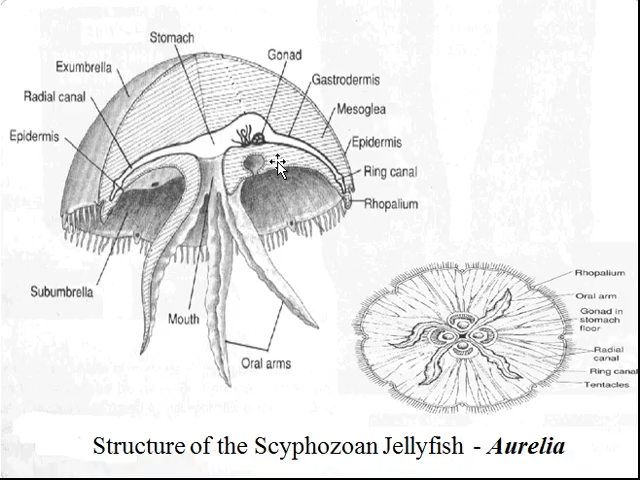 Stomach
Gonad
Exumbrella
Gastrodermis
Radial canal
Mesoglea
Epidermis
Epidermis
Ring canal
Rhopalium
Subumbrella
Mouth
Oral arms
Rhopalium
Oral arm
Gonad in
stomach
floor
Radial
canal
Ring canal
Tentacles
Structure of the Scyphozoan Jellyfish - Aurelia